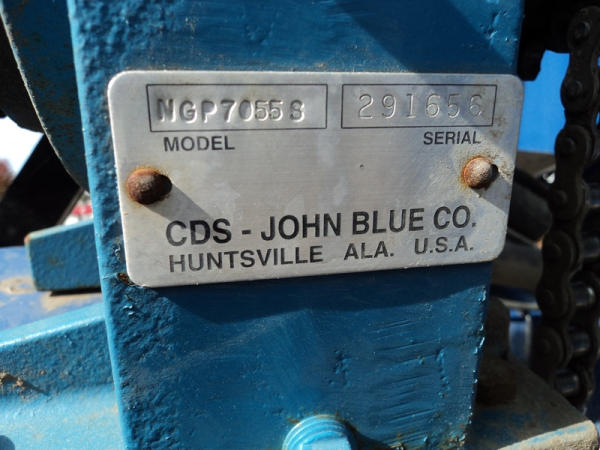 NGP7055S 291656
MODEL SERIAL
CDS - JOHN BLUE CO.
HUNTSVILLE ALA. U.S.A.